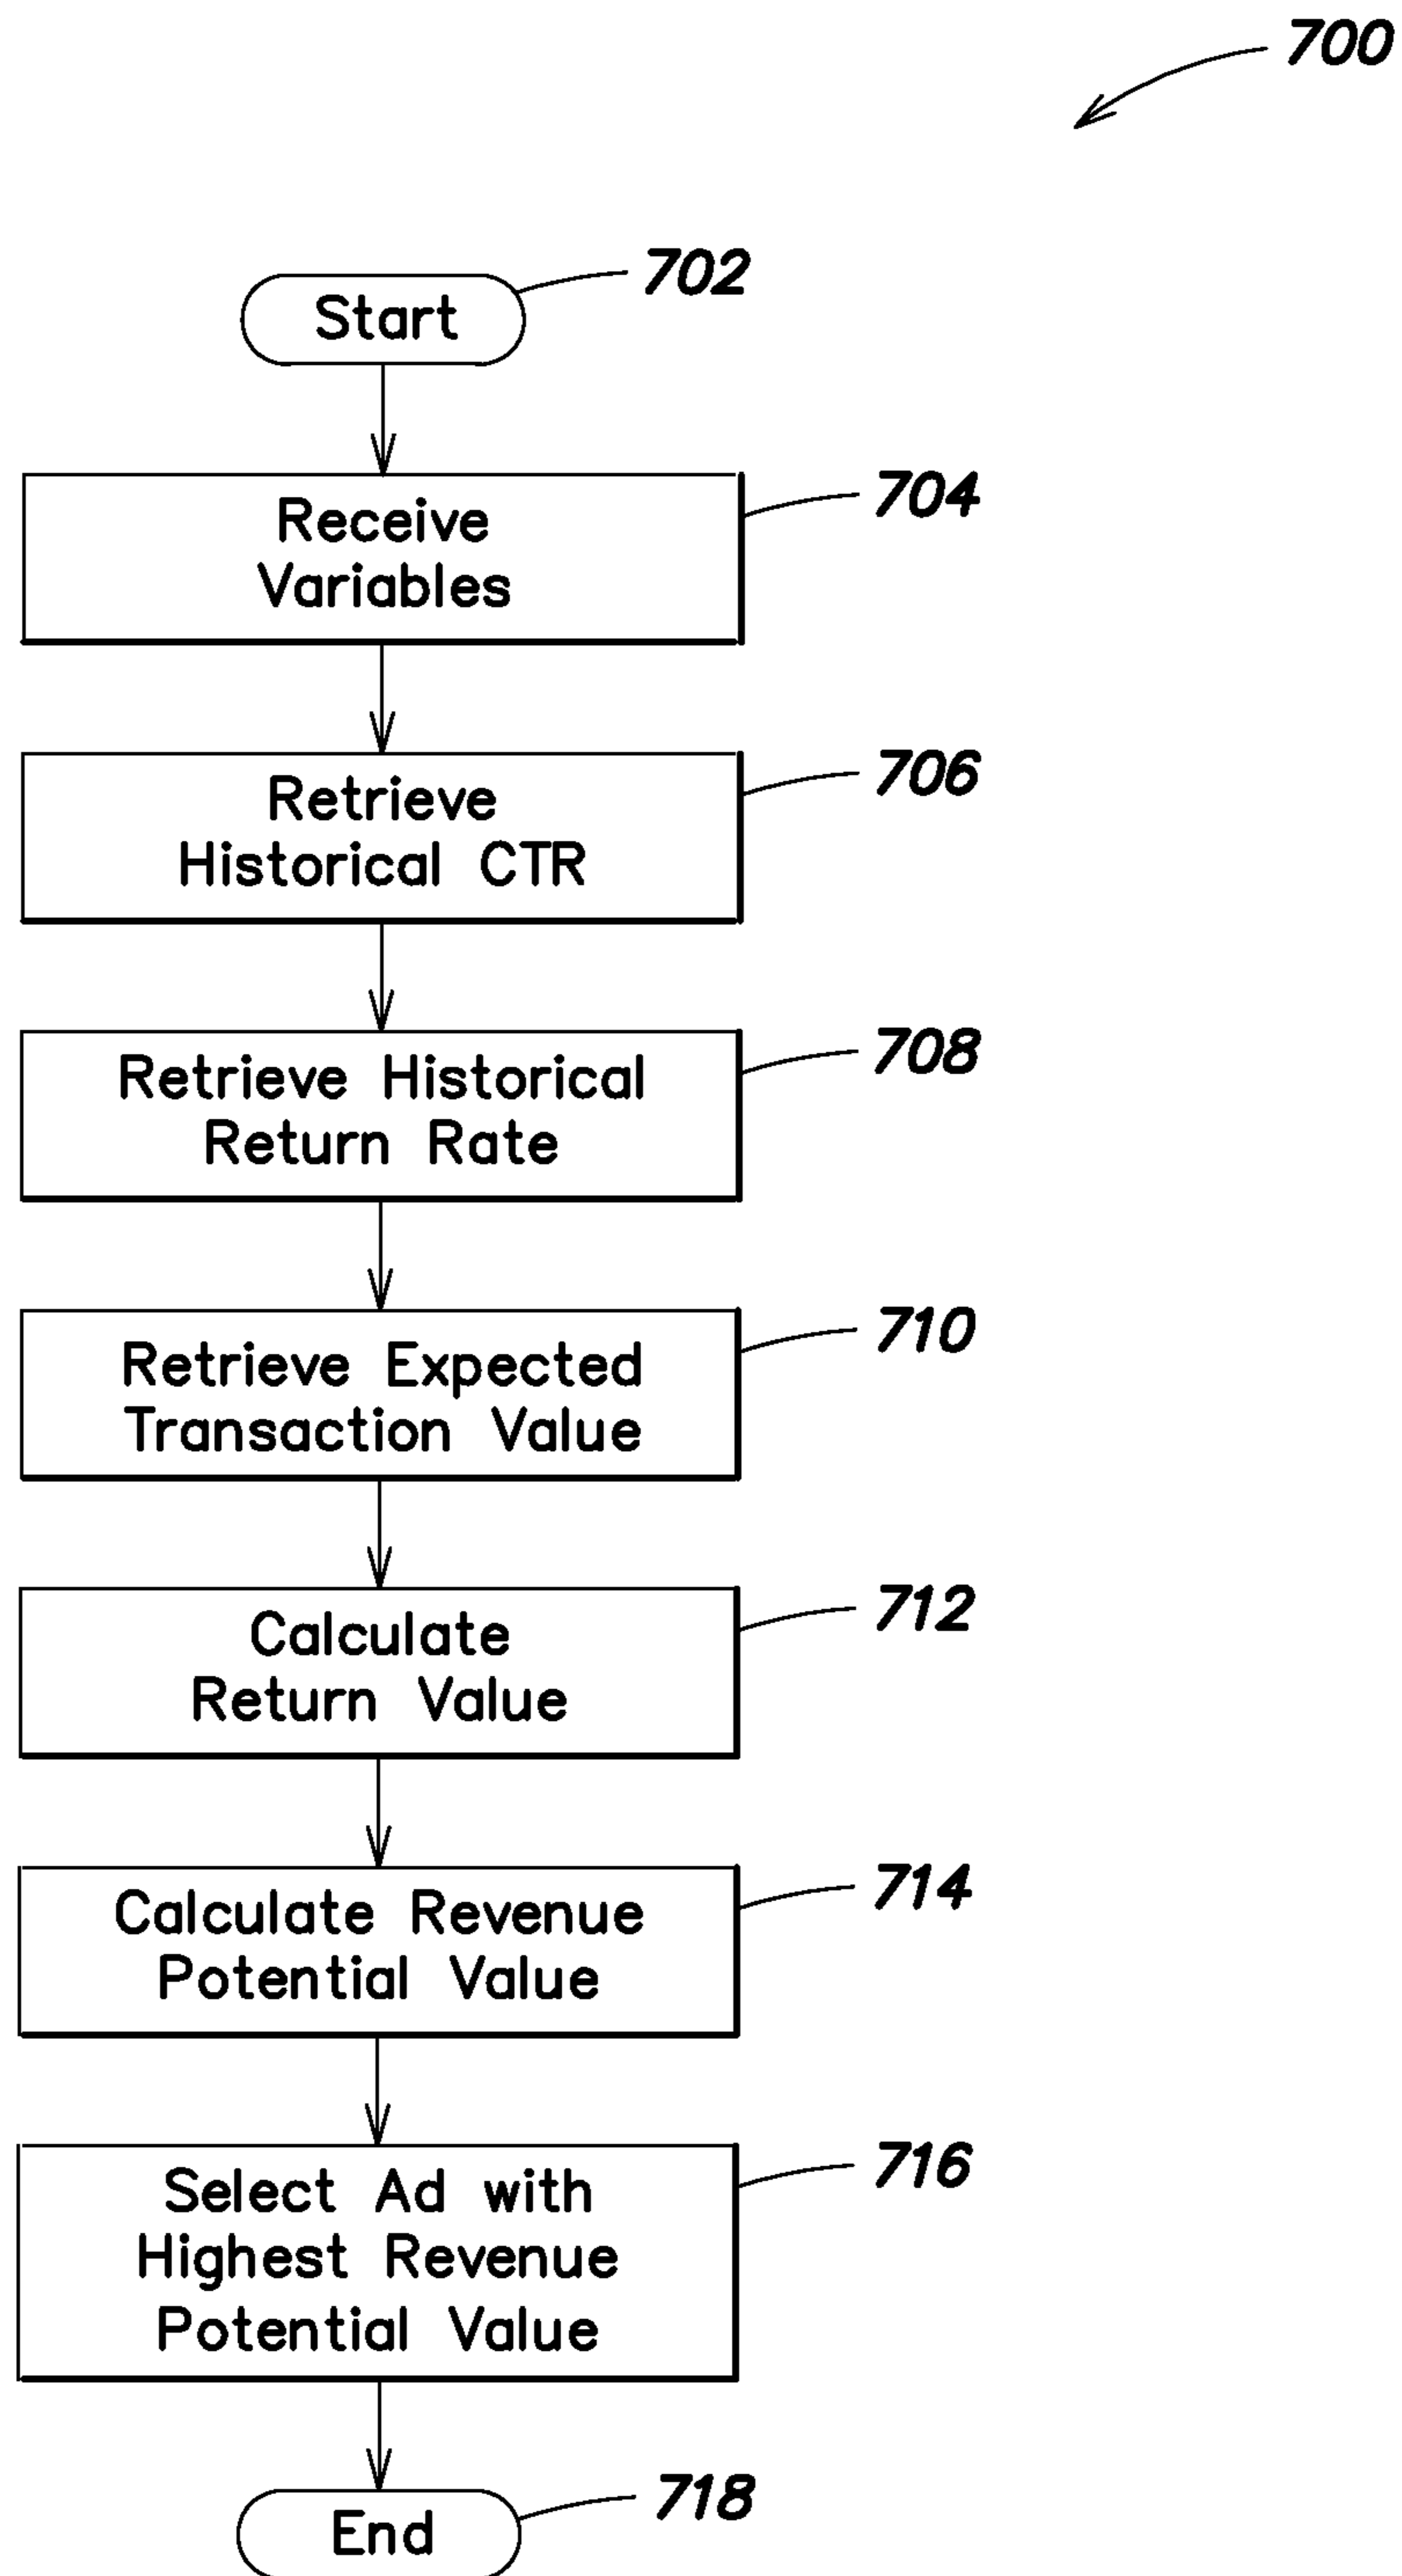 700
Start
702
Receive
Variables
704
Retrieve
Historical CTR
706
Retrieve Historical
Return Rate
708
Retrieve Expected
Transaction Value
710
Calculate
Return Value
712
Calculate Revenue
Potential Value
714
Select Ad with
Highest Revenue
Potential Value
716
End
718